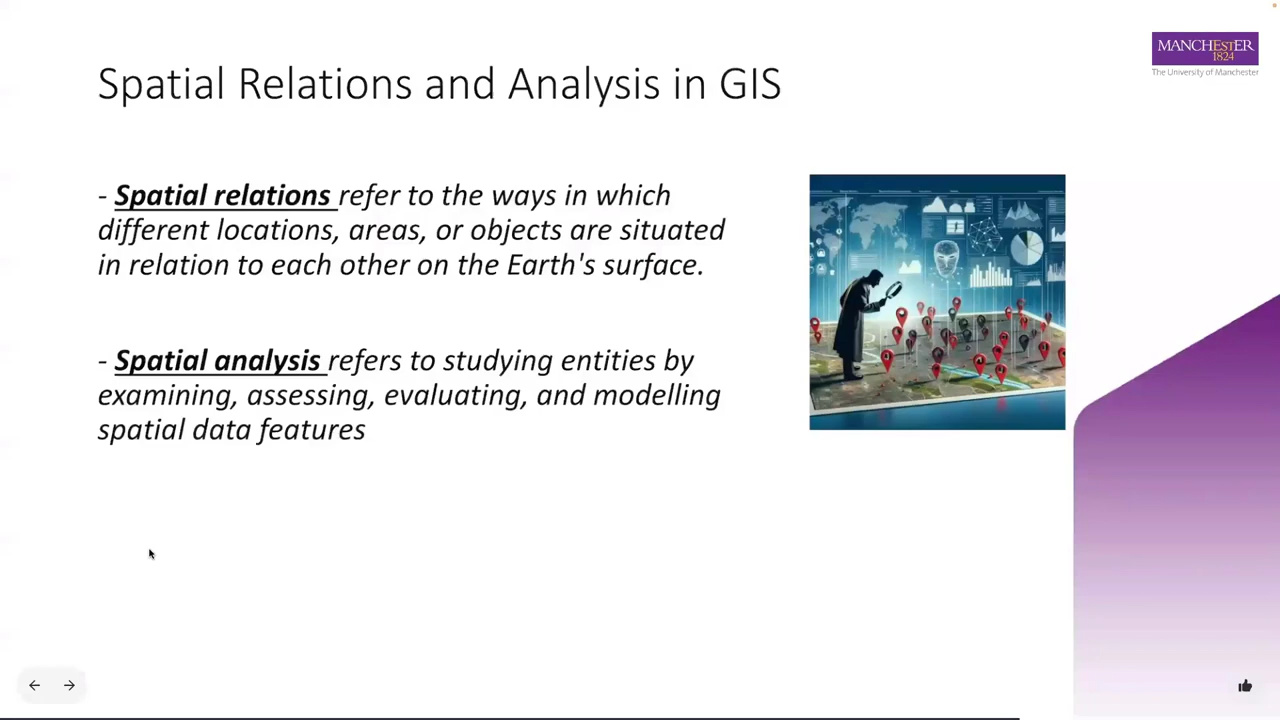 MANCHESTER
1824
The University of Manchester
Spatial Relations and Analysis in GIS
- Spatial relations refer to the ways in which
different locations, areas, or objects are situated
in relation to each other on the Earth's surface.
- Spatial analysis refers to studying entities by
examining, assessing, evaluating, and modelling
spatial data features